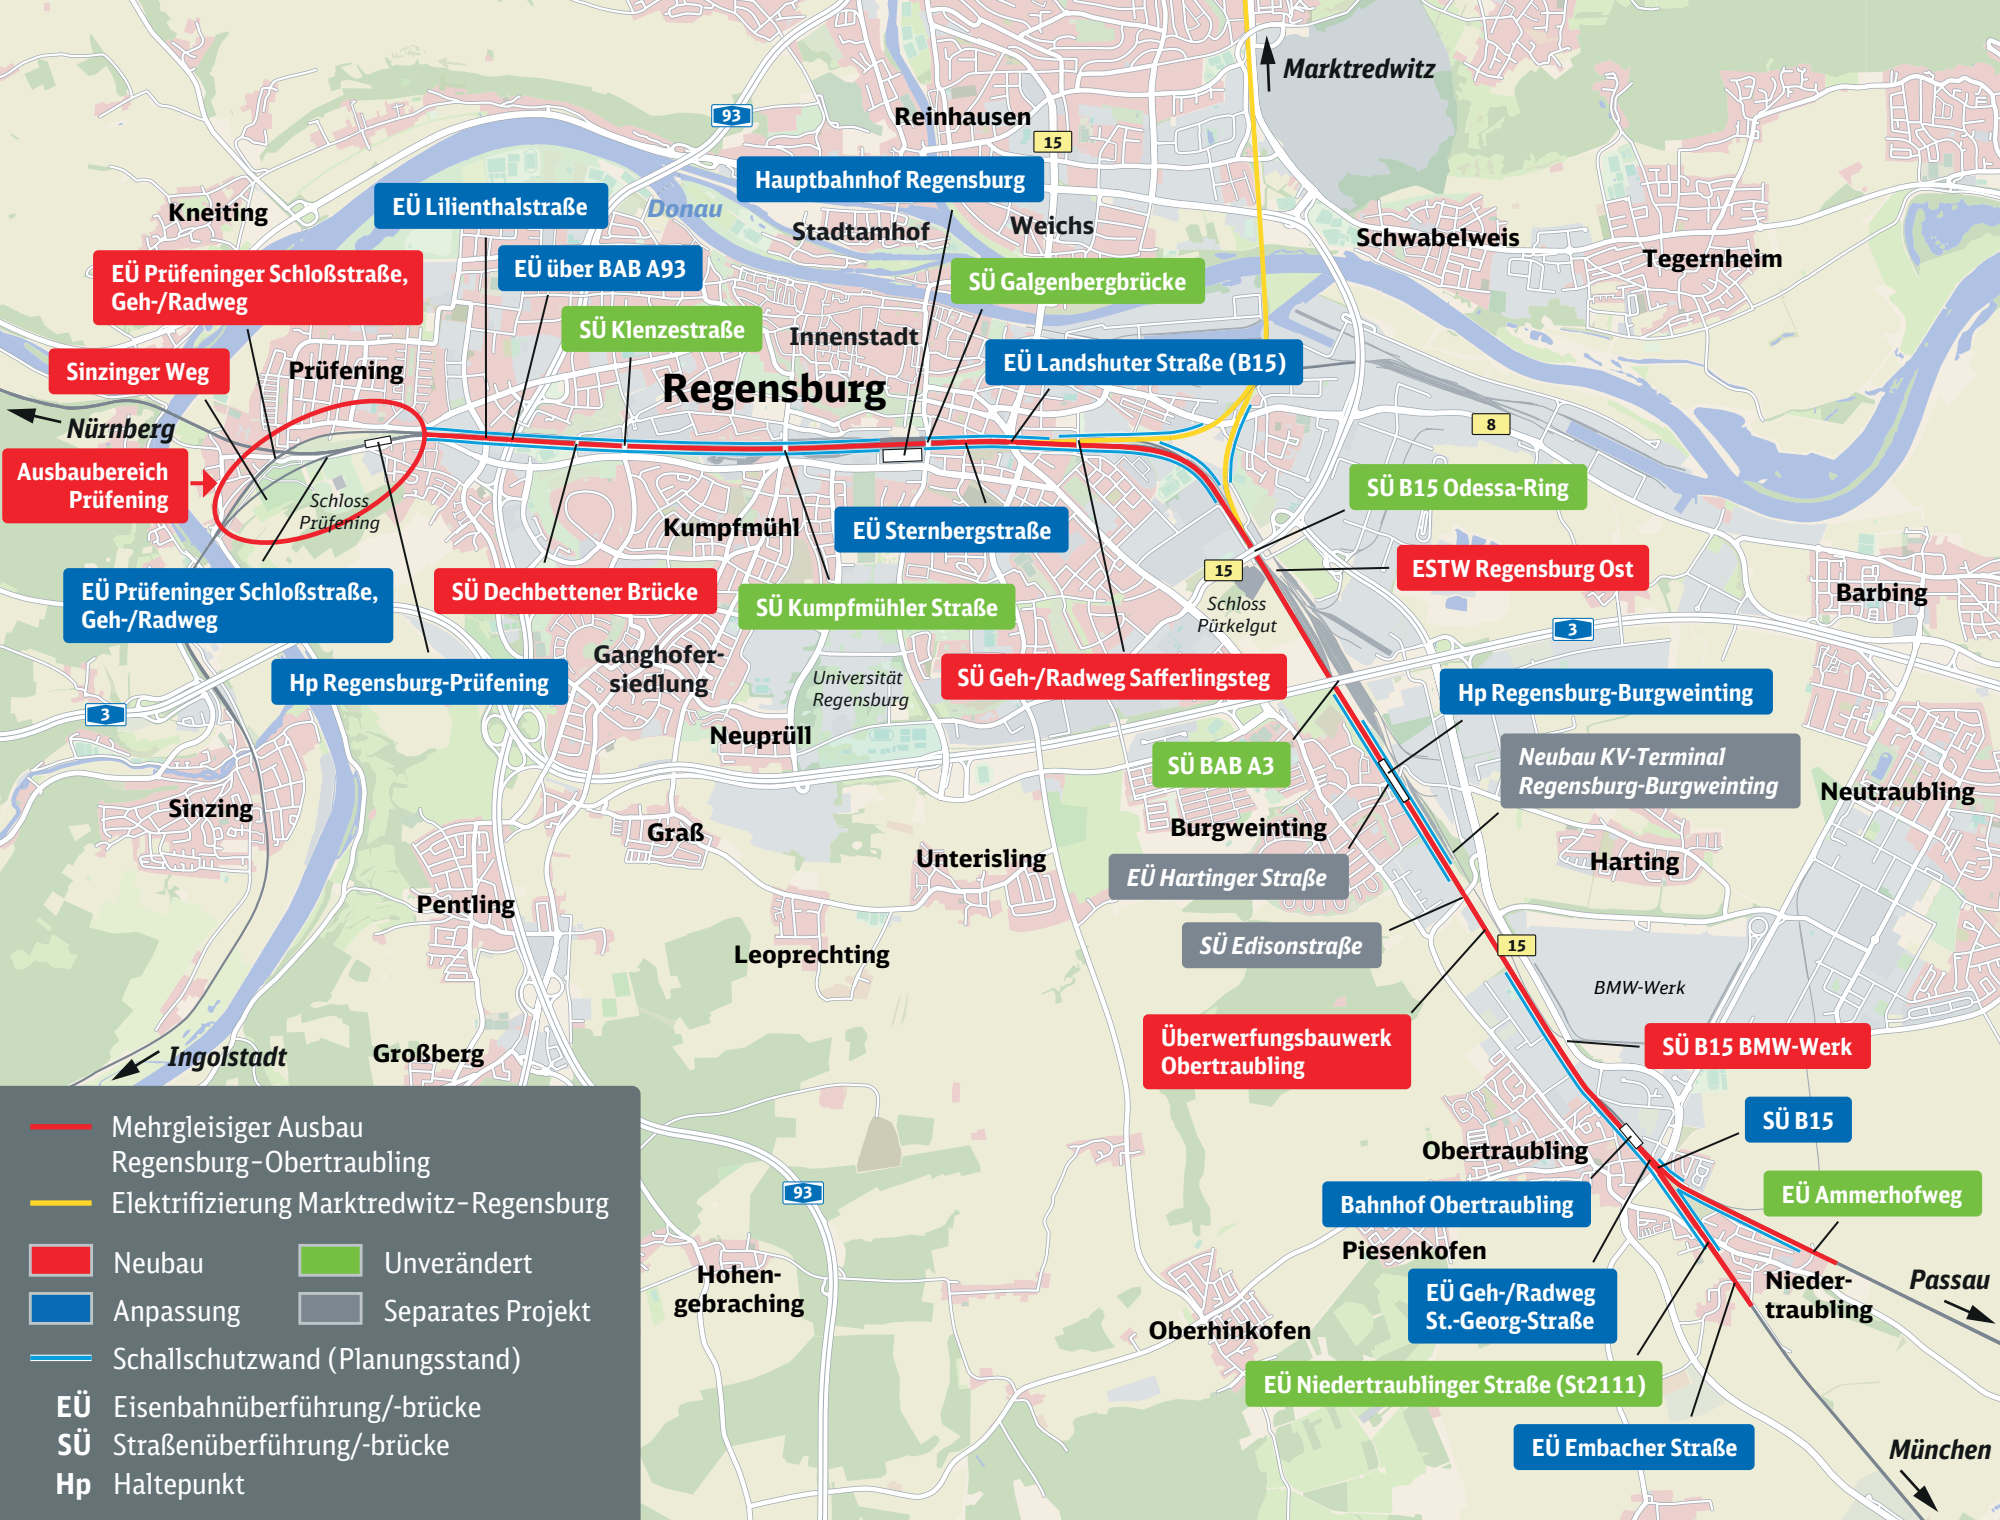 Marktredwitz
93
Reinhausen
15
Hauptbahnhof Regensburg
Kneiting
EÜ Lilienthalstraße
Donau
Stadtamhof
Weichs
Schwabelweis
Tegernheim
EÜ Prüfeninger Schloßstraße,
Geh-/Radweg
EÜ über BAB A93
SÜ Galgenbergbrücke
SÜ Klenzestraße
Innenstadt
Sinzinger Weg
Prüfening
EÜ Landshuter Straße (B15)
Regensburg
Nürnberg
8
Ausbaubereich
Prüfening
Schloss
Prüfening
SÜ B15 Odessa-Ring
Kumpfmühl
EÜ Sternbergstraße
15
ESTW Regensburg Ost
EÜ Prüfeninger Schloßstraße,
Geh-/Radweg
SÜ Dechbettener Brücke
SÜ Kumpfmühler Straße
Schloss
Pürkelgut
Barbing
3
Ganghofer-
siedlung
Hp Regensburg-Prüfening
Universität
Regensburg
SÜ Geh-/Radweg Safferlingsteg
Hp Regensburg-Burgweinting
3
Neuprüll
SÜ BAB A3
Neubau KV-Terminal
Regensburg-Burgweinting
Neutraubling
Sinzing
Graß
Burgweinting
Unterisling
Harting
EÜ Hartinger Straße
Pentling
SÜ Edisonstraße
15
Leoprechting
BMW-Werk
Überwerfungsbauwerk
Obertraubling
SÜ B15 BMW-Werk
Ingolstadt
Großberg
SÜ B15
Obertraubling
93
Bahnhof Obertraubling
EÜ Ammerhofweg
Piesenkofen
Hohen-
gebraching
EÜ Geh-/Radweg
St.-Georg-Straße
Nieder-
traubling
Passau
Oberhinkofen
EÜ Niedertraublinger Straße (St2111)
EÜ Embacher Straße
München
Mehrgleisiger Ausbau
Regensburg–Obertraubling
Elektrifizierung Marktredwitz–Regensburg
Neubau
Unverändert
Anpassung
Separates Projekt
Schallschutzwand (Planungsstand)
EÜ Eisenbahnüberführung/-brücke
SÜ Straßenüberführung/-brücke
Hp Haltepunkt